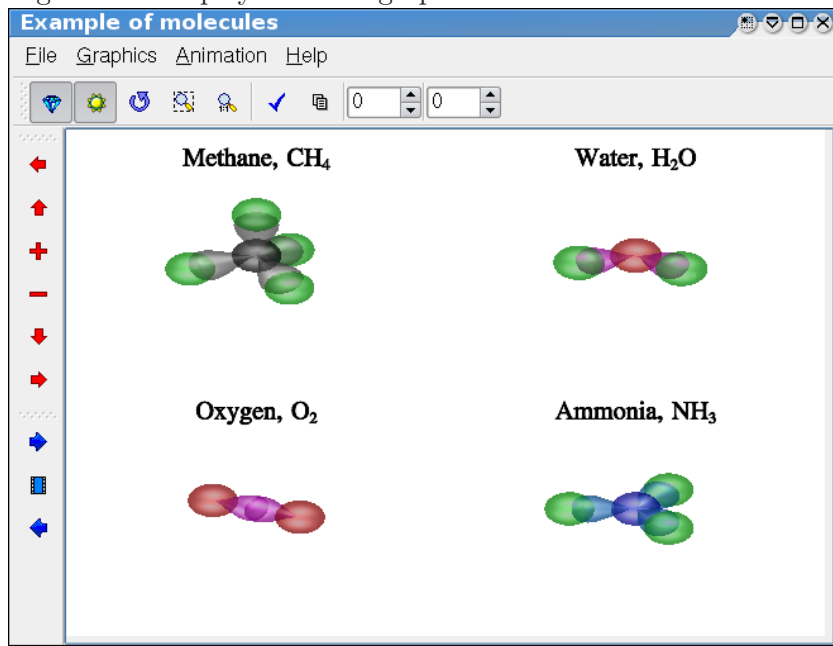 Example of molecules
File Graphics Animation Help
0 0
Methane, CH₄ Water, H₂O
Oxygen, O₂ Ammonia, NH₃